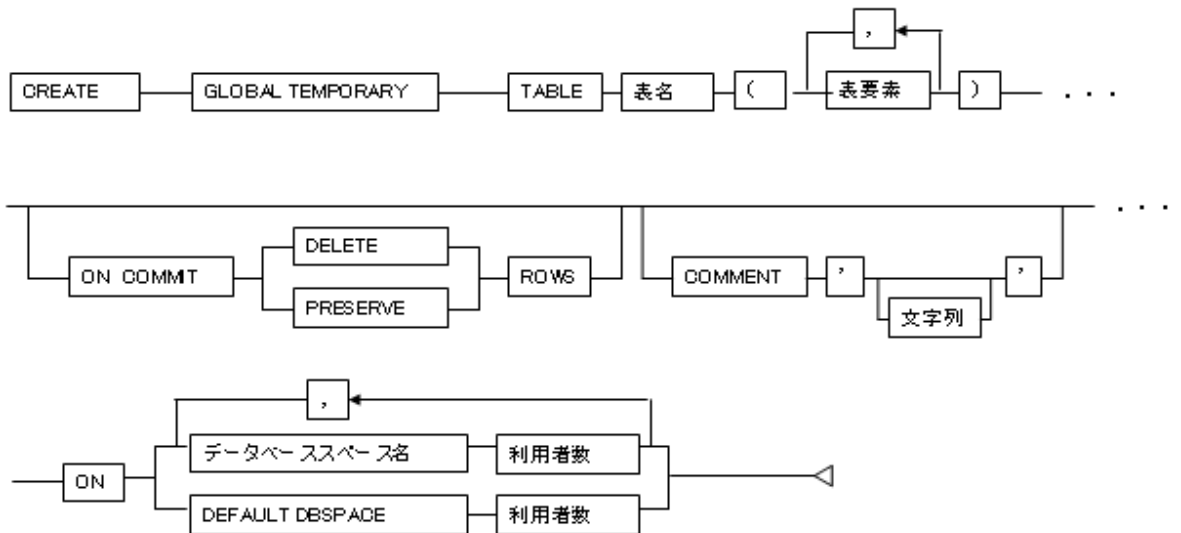 ,
CREATE GLOBAL TEMPORARY TABLE 表名 ( 表要素 ) ・・・
・・・
DELETE
ON COMMIT ROWS COMMENT ’ ’
PRESERVE
文字列
,
ON データベーススペース名 利用者数
DEFAULT DBSPACE 利用者数